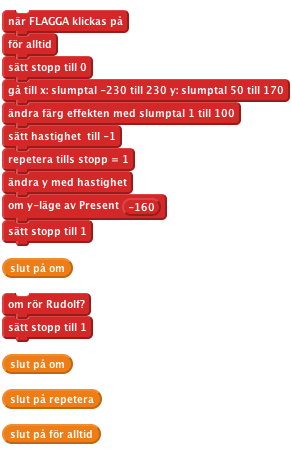 när FLAGGA klickas på
för alltid
sätt stopp till 0
gå till x: slumptal -230 till 230 y: slumptal 50 till 170
ändra färg effekten med slumptal 1 till 100
sätt hastighet till -1
repetera tills stopp = 1
ändra y med hastighet
om y-läge av Present -160
sätt stopp till 1
slut på om
om rör Rudolf?
sätt stopp till 1
slut på om
slut på repetera
slut på för alltid